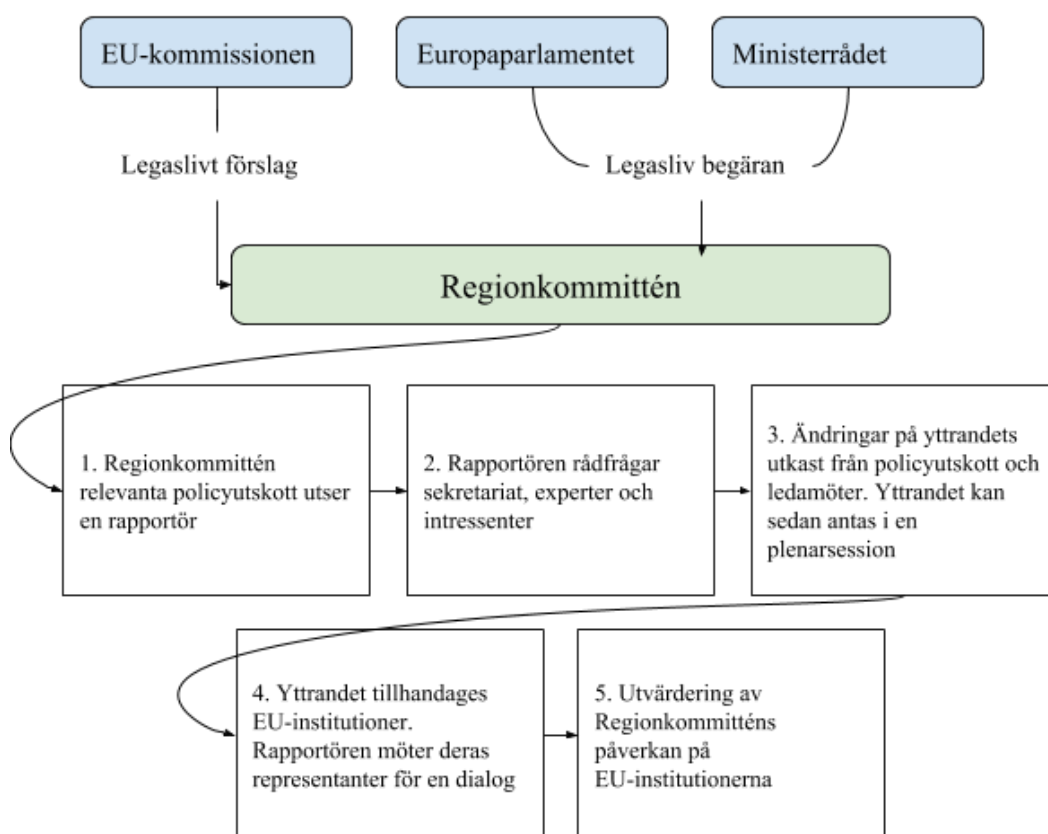 EU-kommissionen
Europaparlamentet
Ministerrådet
Legaslivt förslag
Legasliv begäran
Regionkommittén
1. Regionkommittén
relevanta policyutskott utser
en rapportör
2. Rapportören rådfrågar
sekretariat, experter och
intressenter
3. Ändringar på yttrandets
utkast från policyutskott och
ledamöter. Yttrandet kan
sedan antas i en
plenarsession
4. Yttrandet tillhandages
EU-institutioner.
Rapportören möter deras
representanter för en dialog
5. Utvärdering av
Regionkommitténs
påverkan på
EU-institutionerna